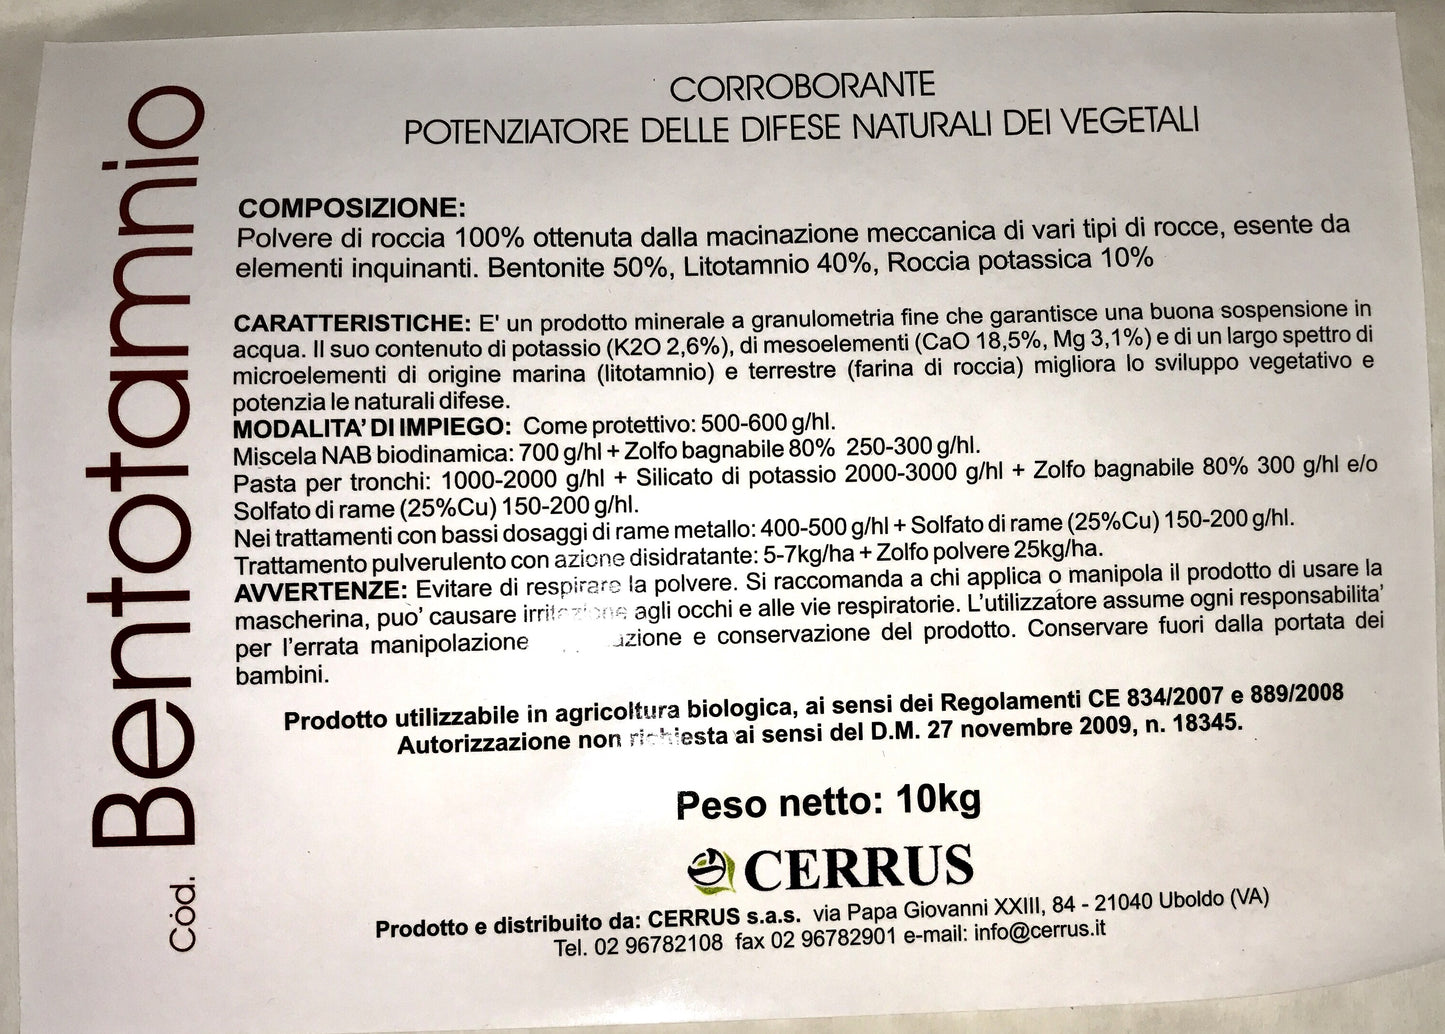 Cod. Bentotamnio
CORROBORANTE
POTENZIATORE DELLE DIFESE NATURALI DEI VEGETALI
COMPOSIZIONE:
Polvere di roccia 100% ottenuta dalla macinazione meccanica di vari tipi di rocce, esente da
elementi inquinanti. Bentonite 50%, Litotamnio 40%, Roccia potassica 10%
CARATTERISTICHE: E' un prodotto minerale a granulometria fine che garantisce una buona sospensione in
acqua. Il suo contenuto di potassio (K2O 2,6%), di mesoelementi (CaO 18,5%, Mg 3,1%) e di un largo spettro di
microelementi di origine marina (litotamnio) e terrestre (farina di roccia) migliora lo sviluppo vegetativo e
potenzia le naturali difese.
MODALITA' DI IMPIEGO: Come protettivo: 500-600 g/hl.
Miscela NAB biodinamica: 700 g/hl + Zolfo bagnabile 80% 250-300 g/hl.
Pasta per tronchi: 1000-2000 g/hl + Silicato di potassio 2000-3000 g/hl + Zolfo bagnabile 80% 300 g/hl e/o
Solfato di rame (25%Cu) 150-200 g/hl.
Nei trattamenti con bassi dosaggi di rame metallo: 400-500 g/hl + Solfato di rame (25%Cu) 150-200 g/hl.
Trattamento pulverulento con azione disidratante: 5-7kg/ha + Zolfo polvere 25kg/ha.
AVVERTENZE: Evitare di respirare la polvere. Si raccomanda a chi applica o manipola il prodotto di usare la
mascherina, può' causare irritazione agli occhi e alle vie respiratorie. L'utilizzatore assume ogni responsabilita'
per l'errata manipolazione e conservazione del prodotto. Conservare fuori dalla portata dei
bambini.
Prodotto utilizzabile in agricoltura biologica, ai sensi dei Regolamenti CE 834/2007 e 889/2008
Autorizzazione non richiesta ai sensi del D.M. 27 novembre 2009, n. 18345.
Peso netto: 10kg
CERRUS
Prodotto e distribuito da: CERRUS s.a.s. via Papa Giovanni XXIII, 84 - 21040 Uboldo (VA)
Tel. 02 96782108 fax 02 96782901 e-mail: info@cerrus.it